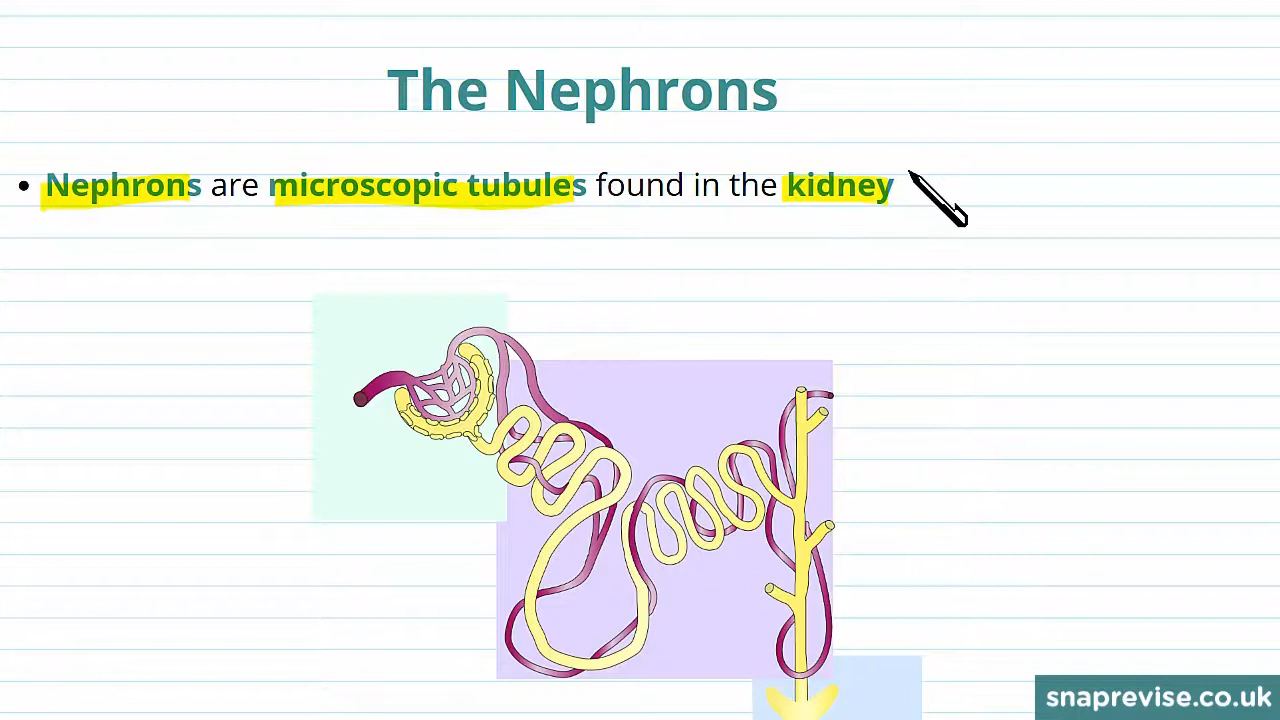 The Nephrons
• Nephrons are microscopic tubules found in the kidney
snaprevise.co.uk